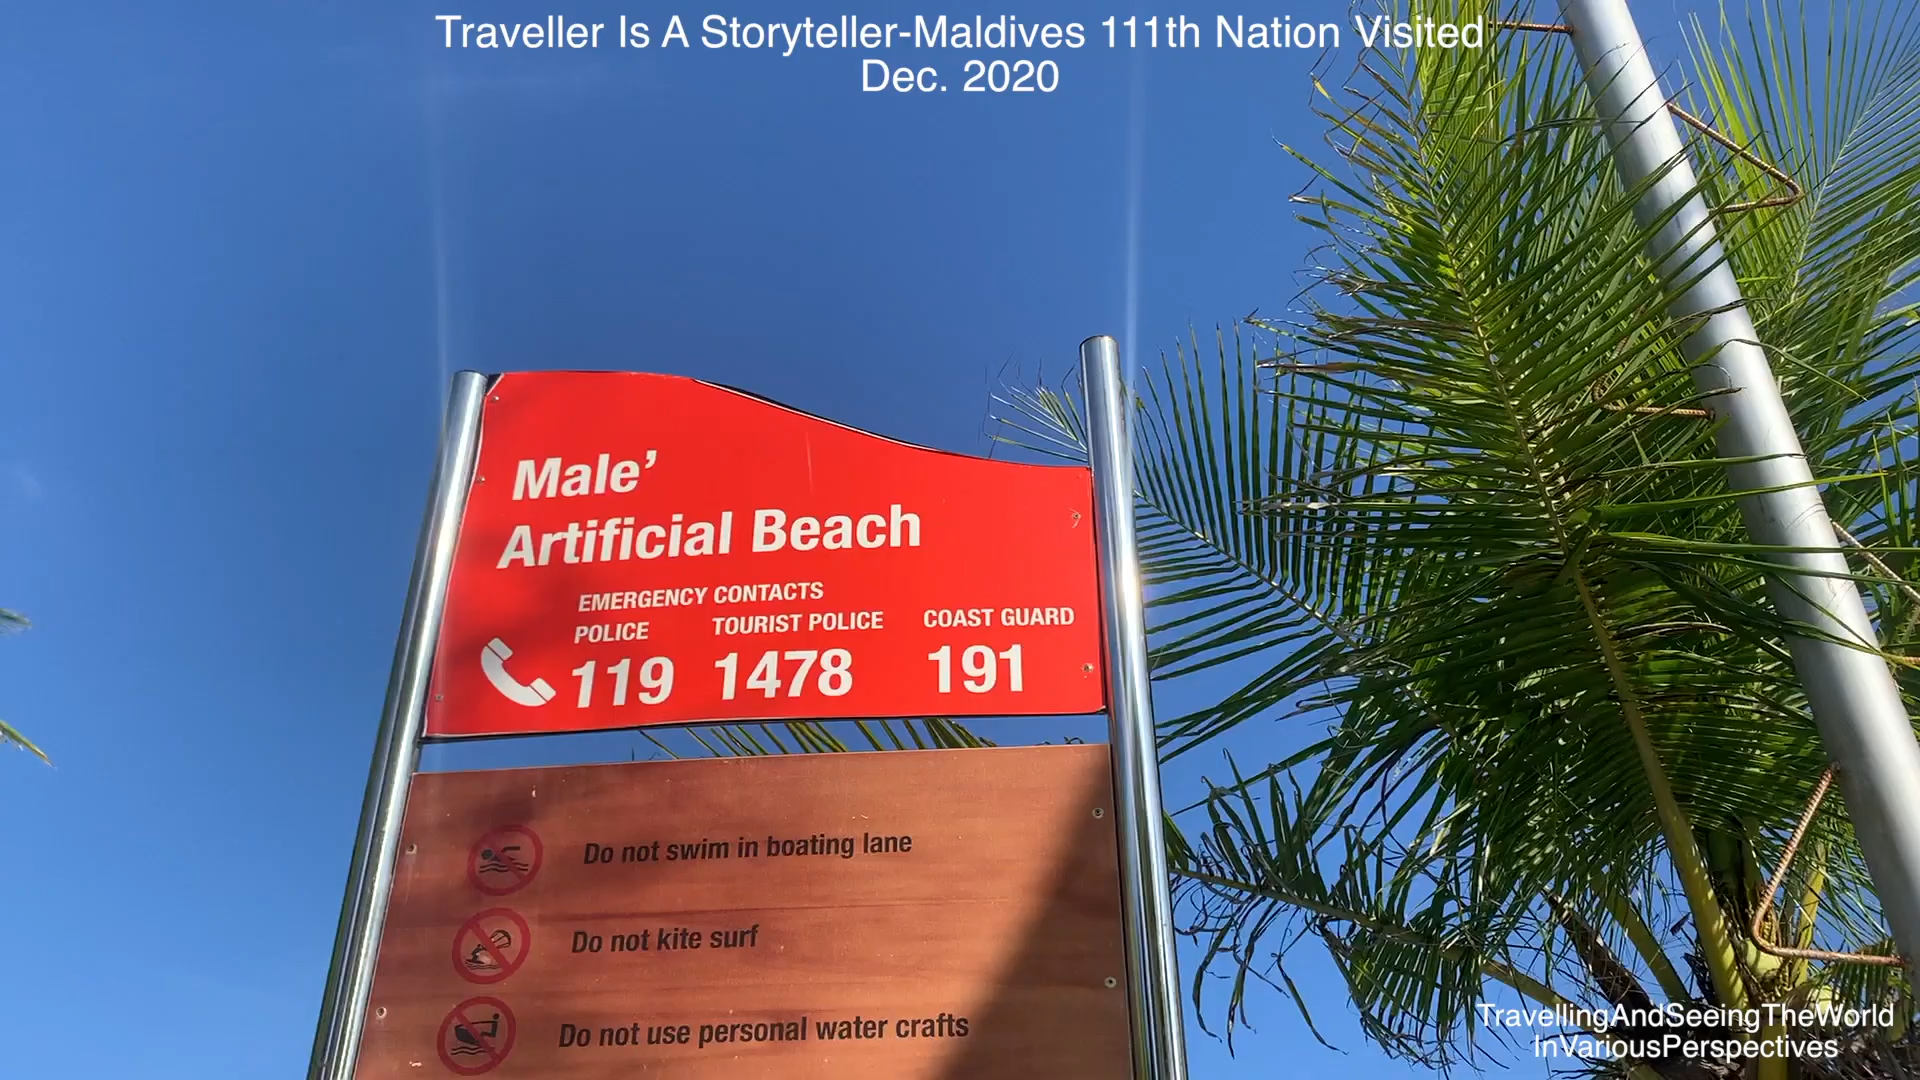 Traveller Is A Storyteller-Maldives 111th Nation Visited
Dec. 2020
Male’
Artificial Beach
EMERGENCY CONTACTS
POLICE TOURIST POLICE COAST GUARD
119 1478 191
Do not swim in boating lane
Do not kite surf
Do not use personal water crafts
TravellingAndSeeingTheWorld
InVariousPerspectives